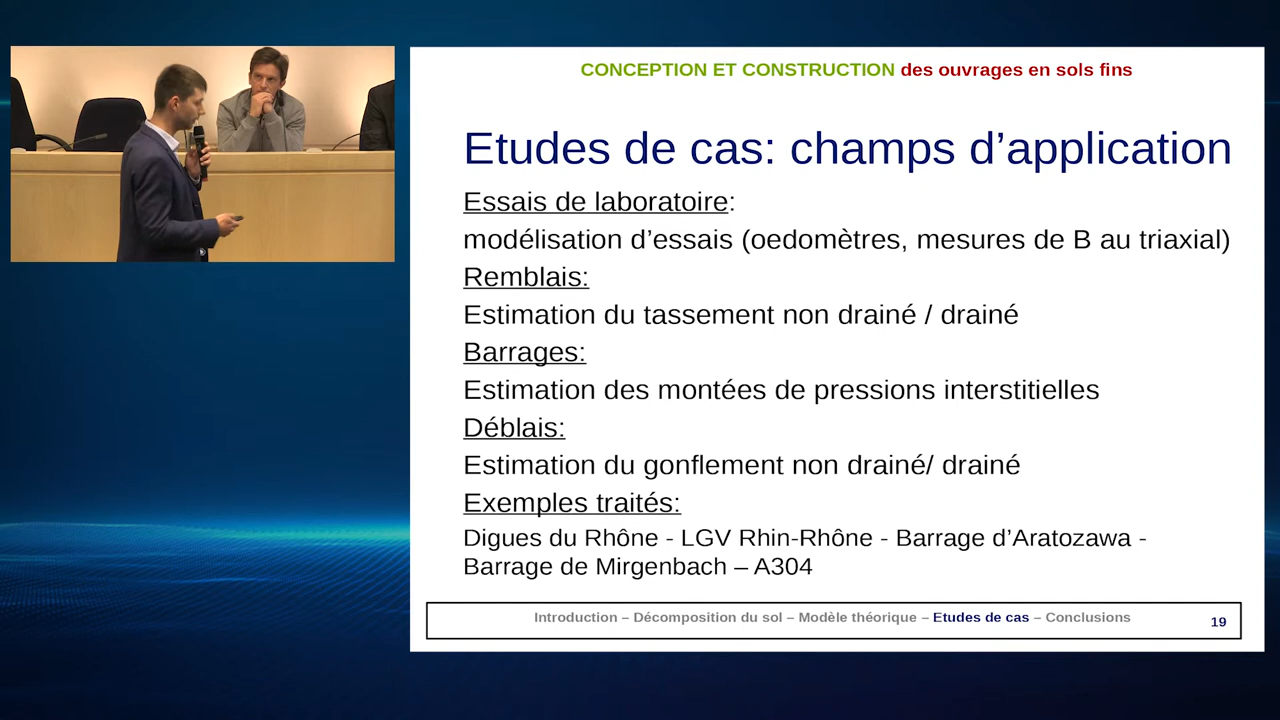 CONCEPTION ET CONSTRUCTION des ouvrages en sols fins
Etudes de cas: champs d’application
Essais de laboratoire:
modélisation d’essais (oedomètres, mesures de B au triaxial)
Remblais:
Estimation du tassement non drainé / drainé
Barrages:
Estimation des montées de pressions interstitielles
Déblais:
Estimation du gonflement non drainé/ drainé
Exemples traités:
Digues du Rhône - LGV Rhin-Rhône - Barrage d’Aratozawa -
Barrage de Mirgenbach – A304
Introduction – Décomposition du sol – Modèle théorique – Etudes de cas – Conclusions
19